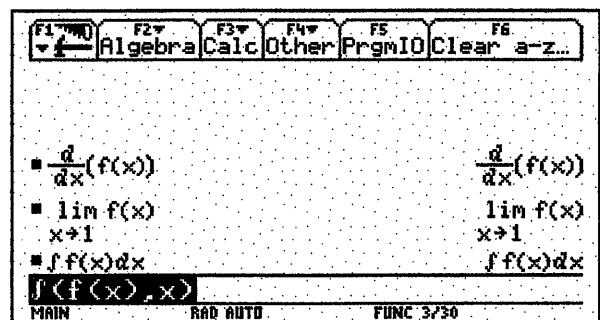 F1 F2 F3 F4 F5 F6
Algebra Calc Other PrgmIO Clear a-z…
d/dx(f(x)) d/dx(f(x))
lim f(x) lim f(x)
x→1 x→1
∫f(x)dx ∫f(x)dx
∫(f(x),x)
MAIN RAD AUTO FUNC 3/30